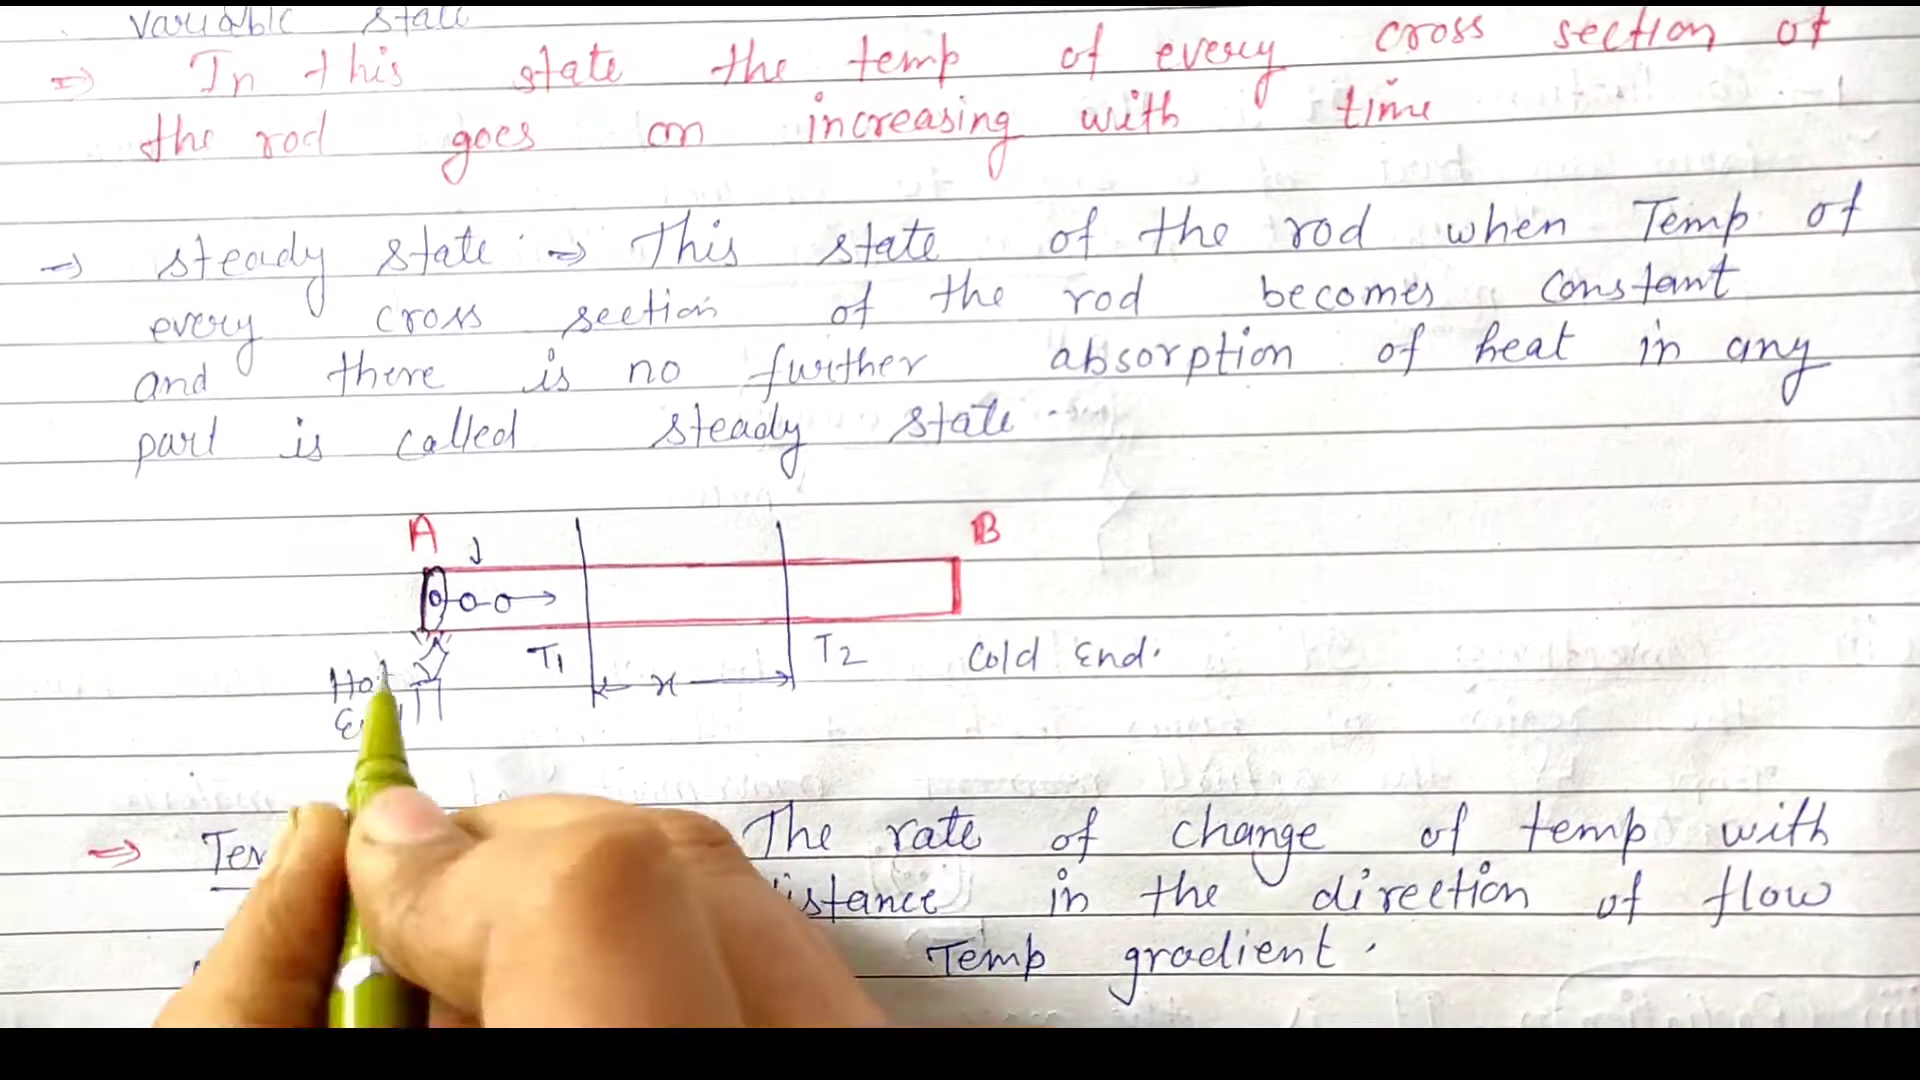 variable state
⇒ In this state the temp of every cross section of
the rod goes on increasing with time
→ steady state :→ This state of the rod when Temp of
every cross section of the rod becomes constant
and there is no further absorption of heat in any
part is called steady state.
A B
T1 x T2 Cold End.
Hot
⇒ The rate of change of temp with
distance in the direction of flow
Temp gradient.